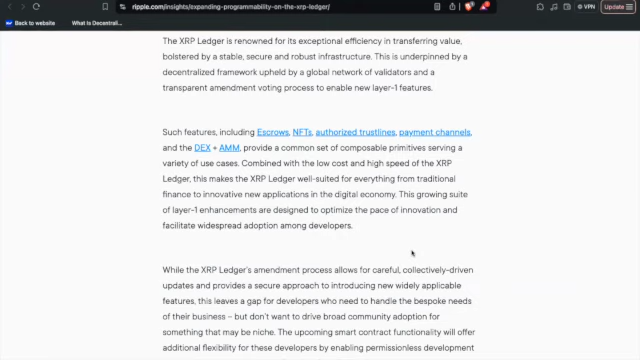 ripple.com/insights/expanding-programmability-on-the-xrp-ledger/
VPN
Update
Back to website
What is Decentrali...
The XRP Ledger is renowned for its exceptional efficiency in transferring value,
bolstered by a stable, secure and robust infrastructure. This is underpinned by a
decentralized framework upheld by a global network of validators and a
transparent amendment voting process to enable new layer-1 features.
Such features, including Escrows, NFTs, authorized trustlines, payment channels,
and the DEX + AMM, provide a common set of composable primitives serving a
variety of use cases. Combined with the low cost and high speed of the XRP
Ledger, this makes the XRP Ledger well-suited for everything from traditional
finance to innovative new applications in the digital economy. This growing suite
of layer-1 enhancements are designed to optimize the pace of innovation and
facilitate widespread adoption among developers.
While the XRP Ledger's amendment process allows for careful, collectively-driven
updates and provides a secure approach to introducing new widely applicable
features, this leaves a gap for developers who need to handle the bespoke needs
of their business – but don't want to drive broad community adoption for
something that may be niche. The upcoming smart contract functionality will offer
additional flexibility for these developers by enabling permissionless development